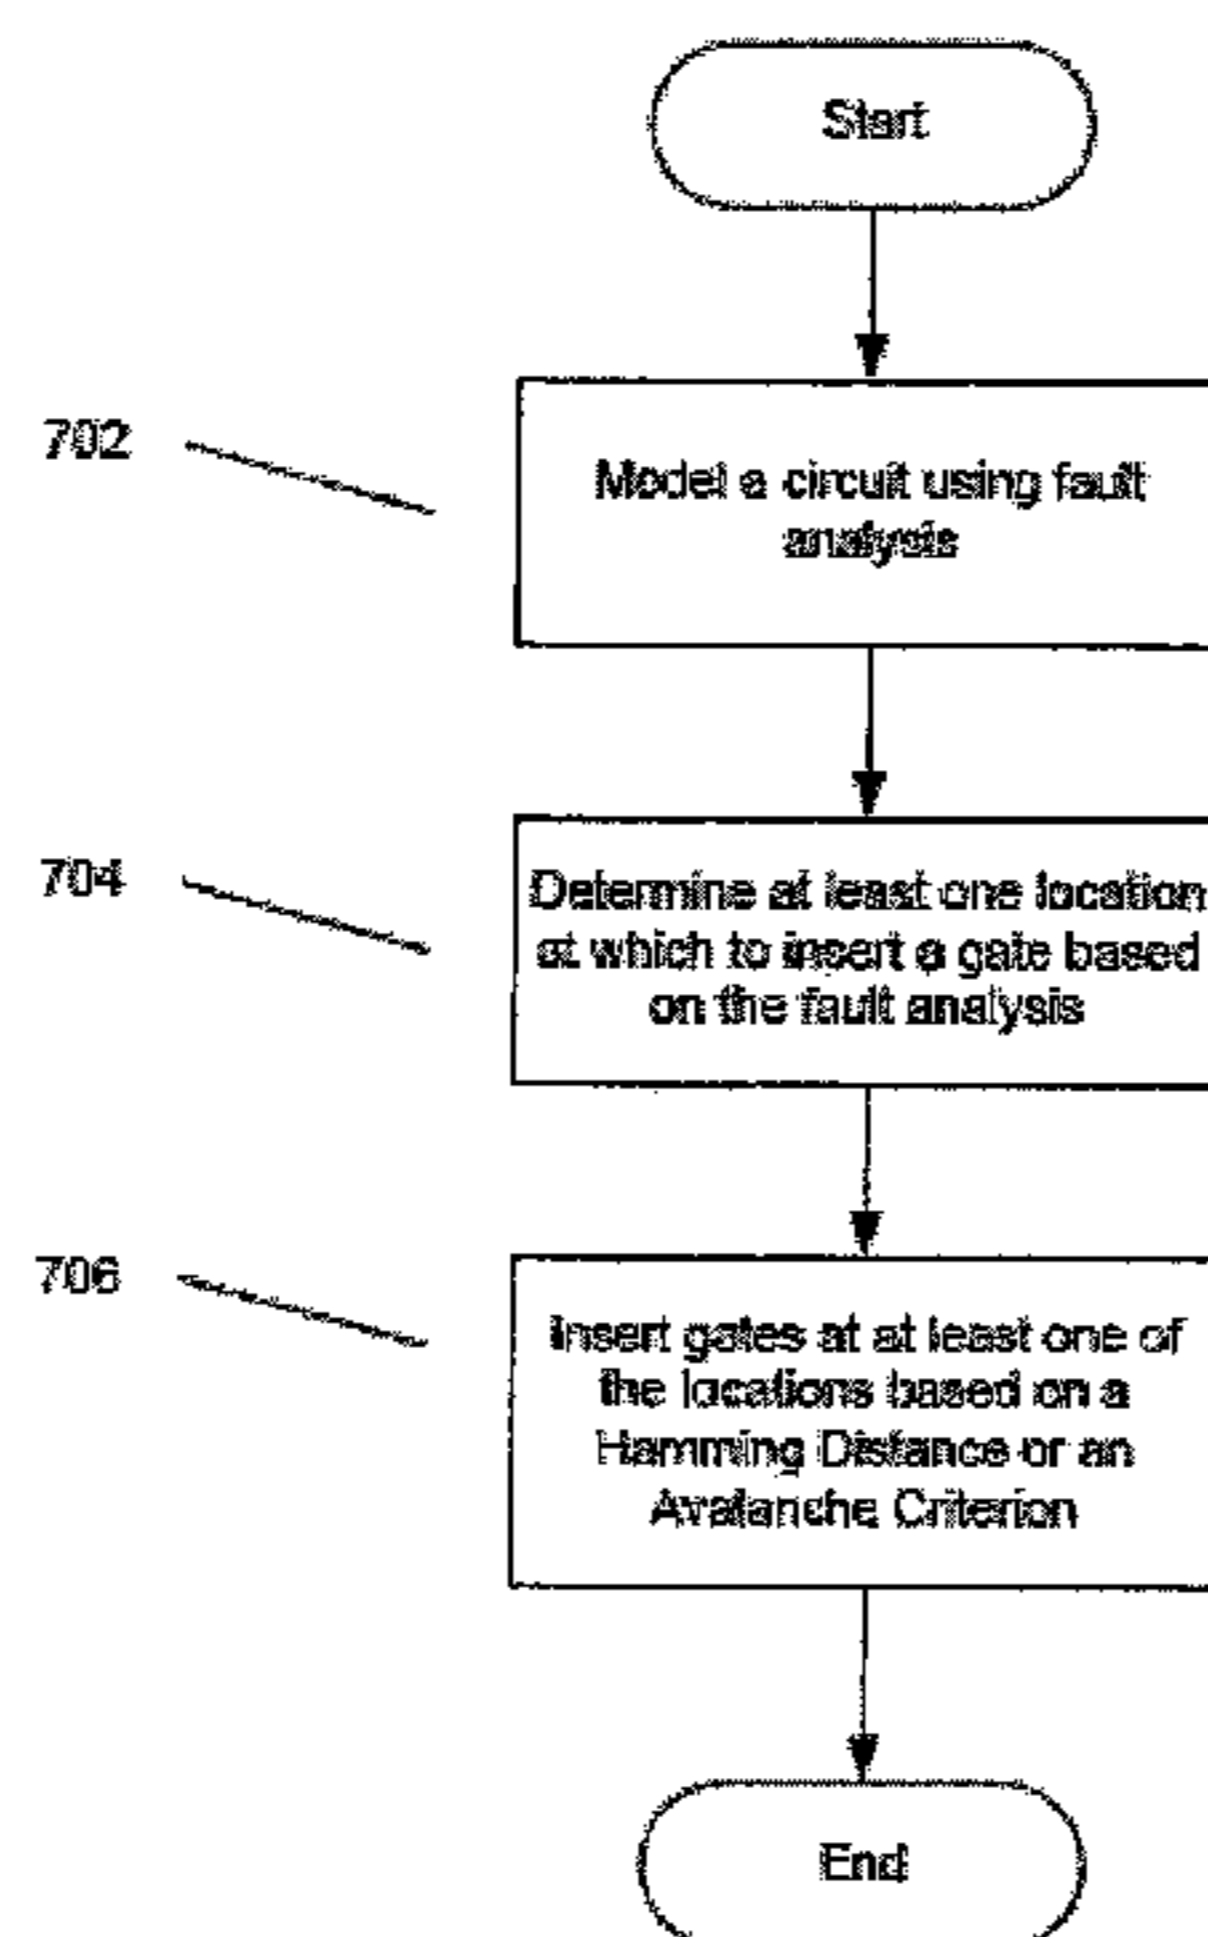 Start
702
Model a circuit using fault
analysis
704
Determine at least one location
at which to insert a gate based
on the fault analysis
706
Insert gates at at least one of
the locations based on a
Hamming Distance or an
Avalanche Criterion
End